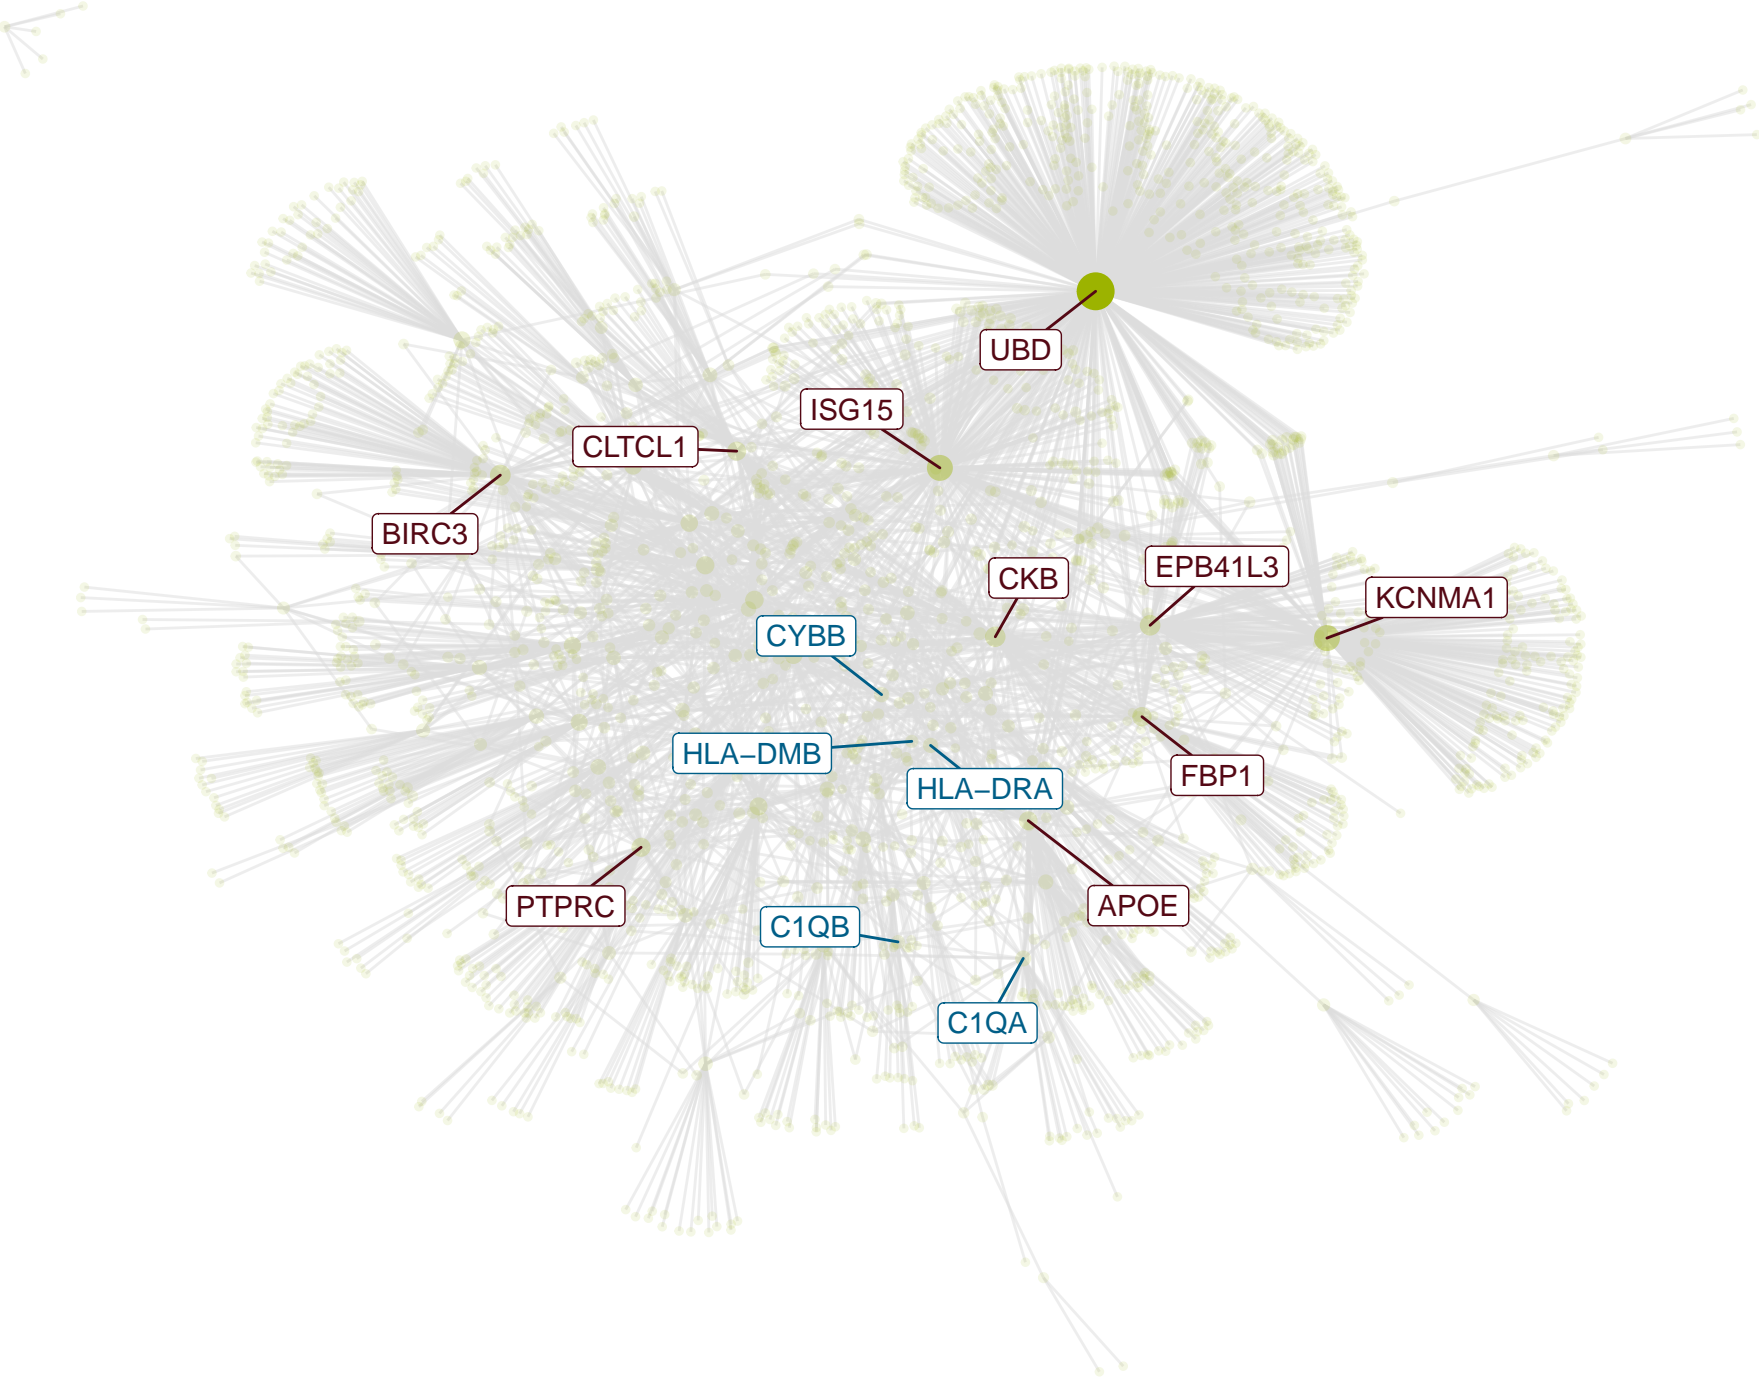 UBD
ISG15
CLTCL1
BIRC3
EPB41L3
CKB
KCNMA1
CYBB
HLA−DMB
FBP1
HLA−DRA
PTPRC
APOE
C1QB
C1QA